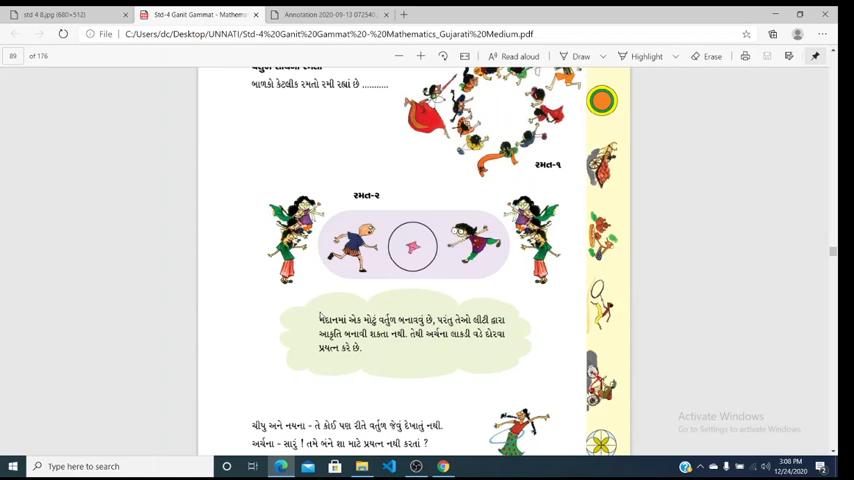 std 4 8.jpg (680×512)
Std-4 Ganit Gammat - Mathema
Annotation 2020-09-13 072540
File
C:/Users/dc/Desktop/UNNATI/Std-4%20Ganit%20Gammat%20-%20Mathematics_Gujarati%20Medium.pdf
89 of 176
Read aloud
Draw
Highlight
Erase
બાળકો કેટલીક રમતો રમી રહ્યાં છે ..........
રમત-૧
રમત-૨
મેદાનમાં એક મોટું વર્તુળ બનાવવું છે, પરંતુ તેઓ લીટી દ્વારા
આકૃતિ બનાવી શકતા નથી. તેથી અર્ચના લાકડી વડે દોરવા
પ્રયત્ન કરે છે.
ચીપુ અને નયના - તે કોઈ પણ રીતે વર્તુળ જેવું દેખાતું નથી.
અર્ચના - સારું ! તમે બંને શા માટે પ્રયત્ન નથી કરતાં ?
Activate Windows
Go to Settings to activate Windows.
Type here to search
3:08 PM
12/24/2020
2